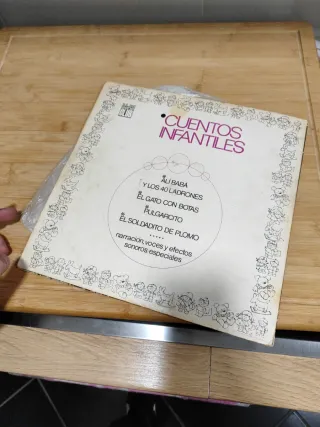 CUENTOS
INFANTILES
ALI BABA
Y LOS 40 LADRONES
EL GATO CON BOTAS
PULGARCITO
EL SOLDADITO DE PLOMO
narración, voces y efectos
sonoros especiales